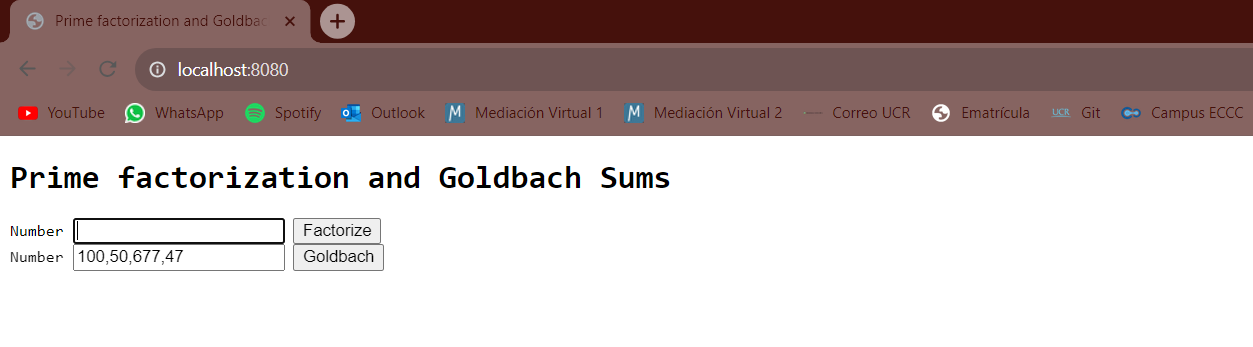 Prime factorization and Goldbac
localhost:8080
YouTube WhatsApp Spotify Outlook M Mediación Virtual 1 M Mediación Virtual 2 Correo UCR Ematrícula UCR Git Campus ECCC
Prime factorization and Goldbach Sums
Number Factorize
Number 100,50,677,47 Goldbach